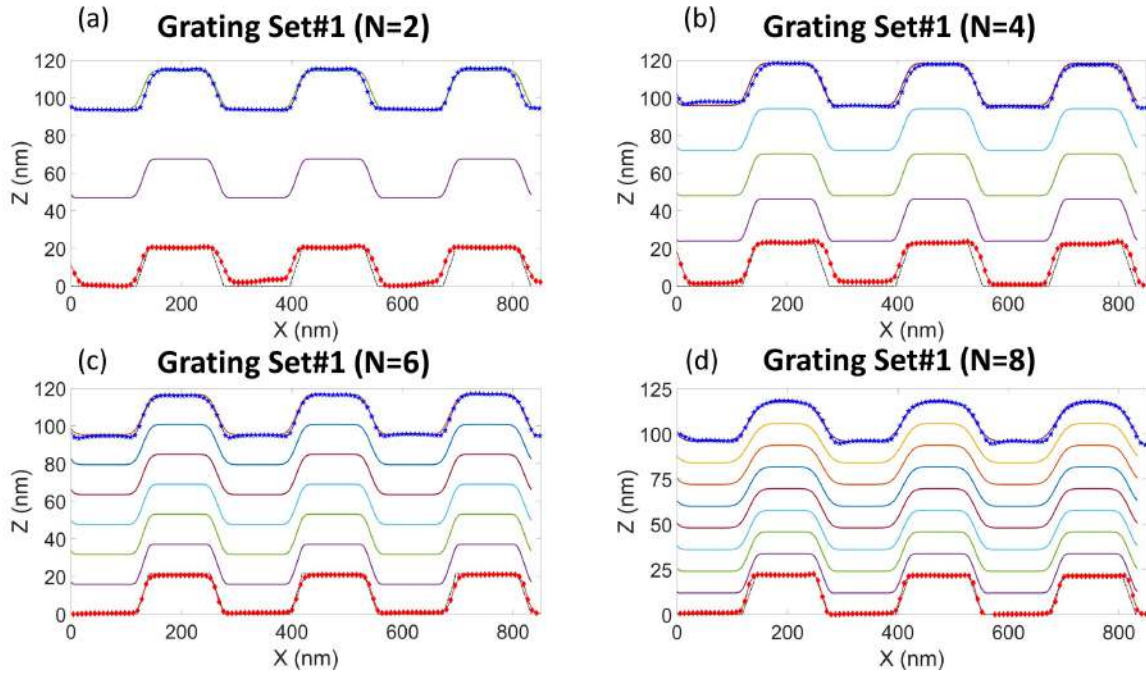 (a) Grating Set#1 (N=2)
120
100
80
60
40
20
0
Z (nm)
0 200 400 600 800
X (nm)
(b) Grating Set#1 (N=4)
120
100
80
60
40
20
0
Z (nm)
0 200 400 600 800
X (nm)
(c) Grating Set#1 (N=6)
120
100
80
60
40
20
0
Z (nm)
0 200 400 600 800
X (nm)
(d) Grating Set#1 (N=8)
125
100
75
50
25
0
Z (nm)
0 200 400 600 800
X (nm)